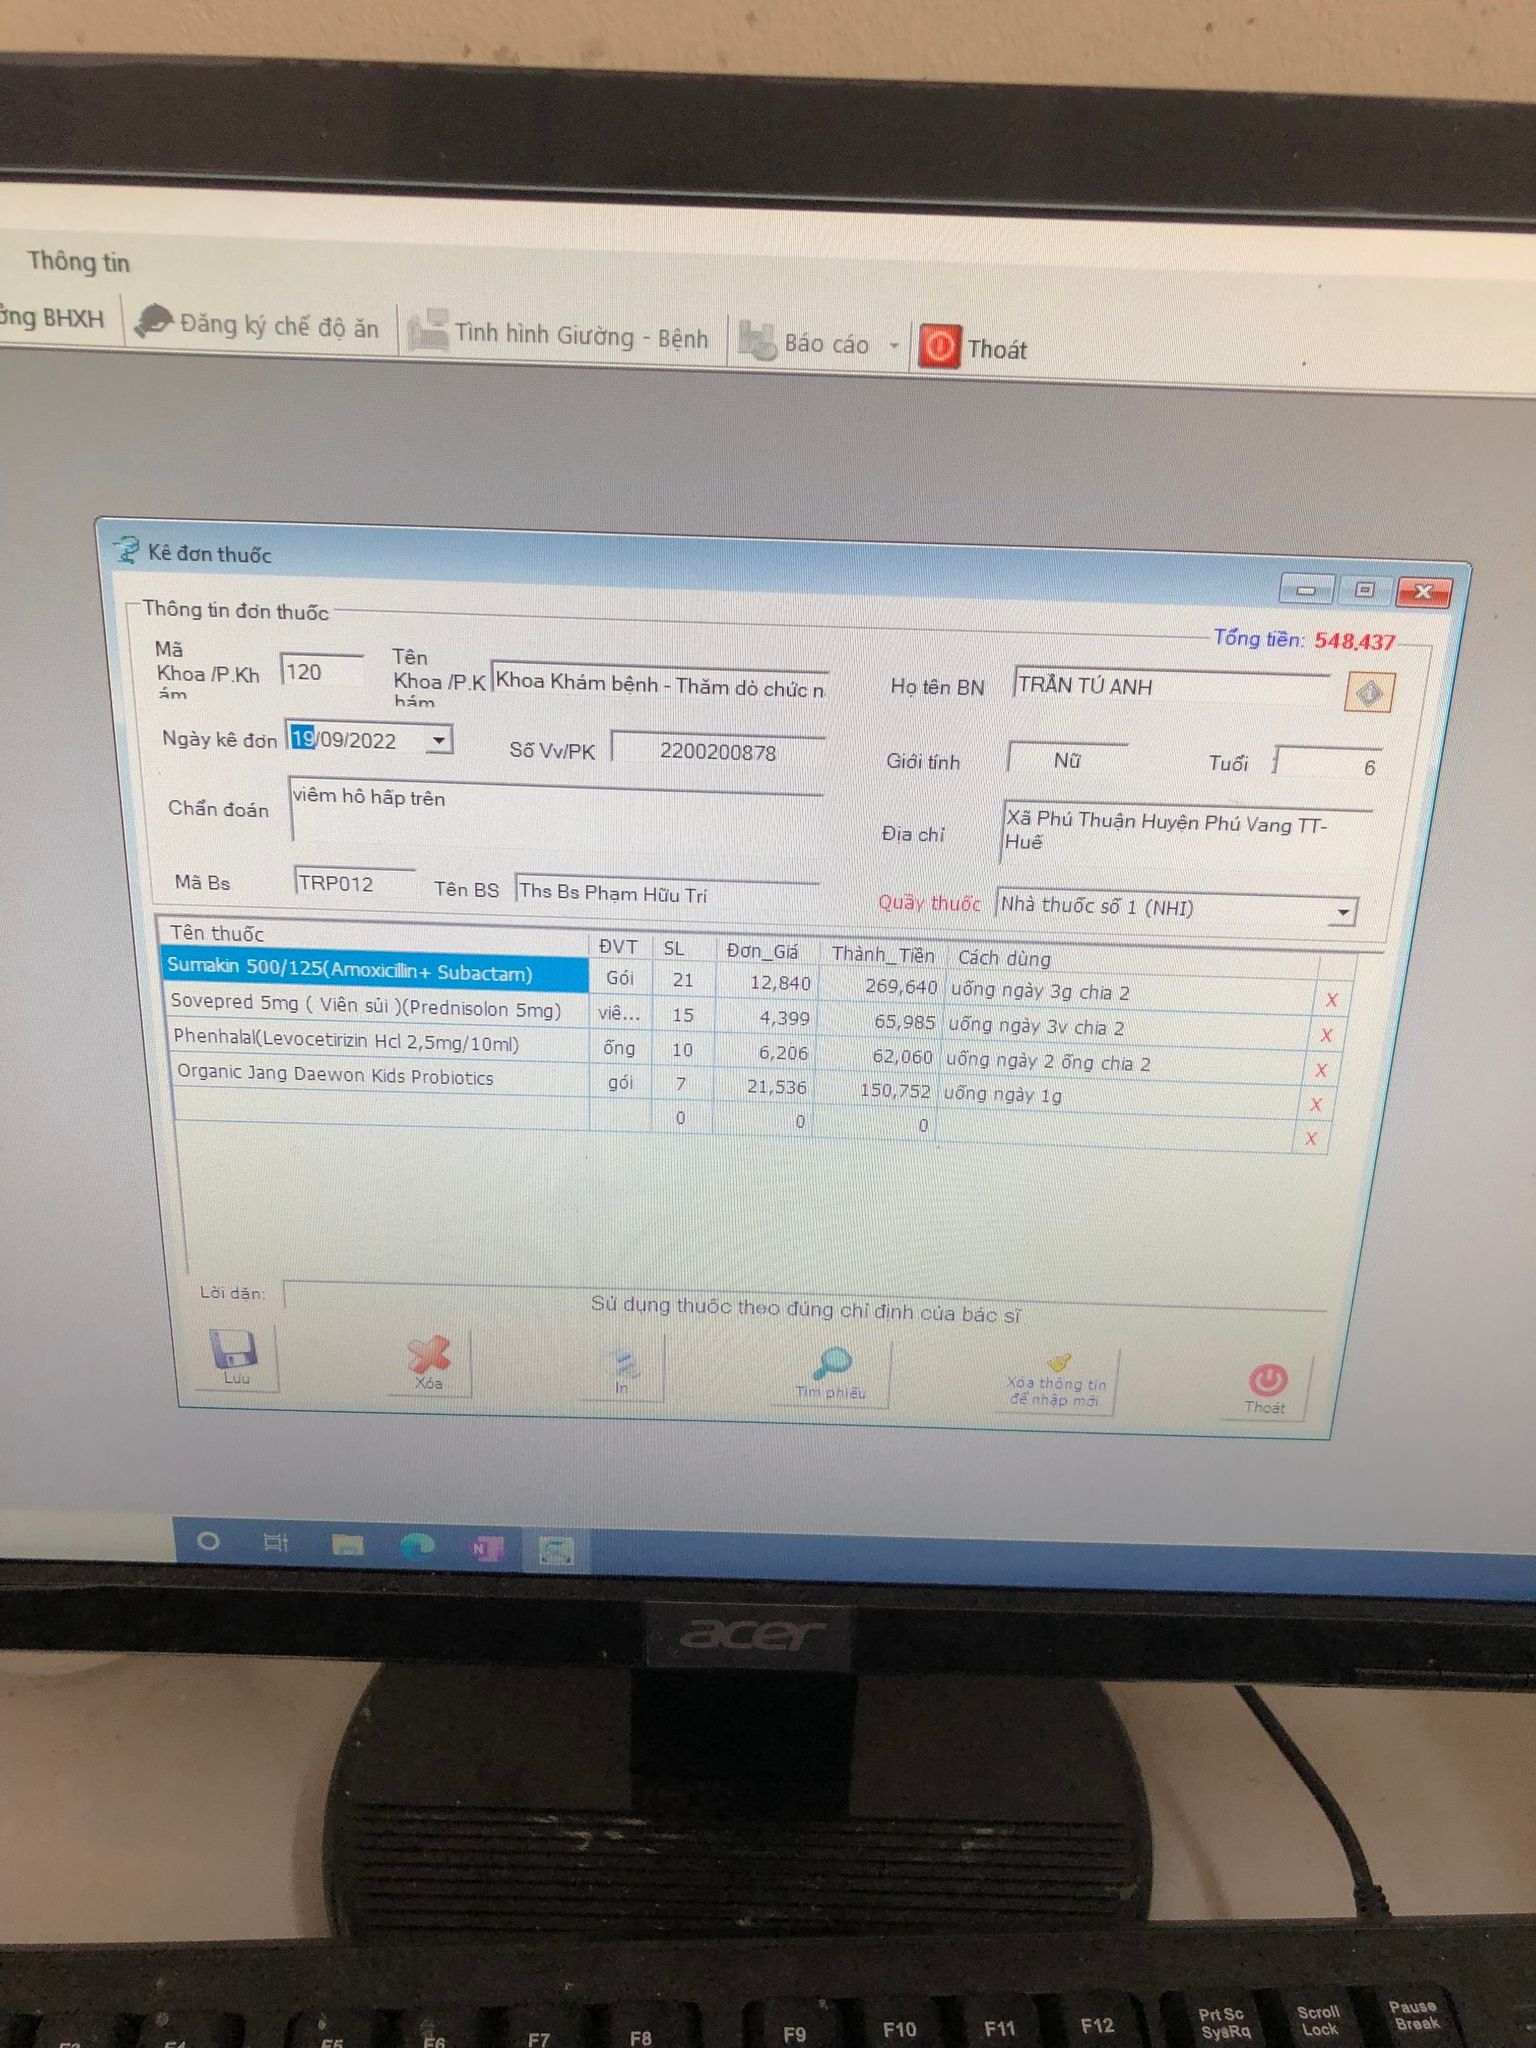 Thông tin
ởng BHXH
Đăng ký chế độ ăn
Tình hình Giường - Bệnh
Báo cáo
Thoát
Kê đơn thuốc
Thông tin đơn thuốc
Tổng tiền: 548,437
Mã Khoa /P.Kh ám
120
Tên Khoa /P.K hám
Khoa Khám bệnh - Thăm dò chức n
Họ tên BN
TRẦN TÚ ANH
Ngày kê đơn
19/09/2022
Số Vv/PK
2200200878
Giới tính
Nữ
Tuổi
6
Chẩn đoán
viêm hô hấp trên
Địa chỉ
Xã Phú Thuận Huyện Phú Vang TT-
Huế
Mã Bs
TRP012
Tên BS
Ths Bs Phạm Hữu Trí
Quầy thuốc
Nhà thuốc số 1 (NHI)
Tên thuốc ĐVT SL Đơn_Giá Thành_Tiền Cách dùng
Sumakin 500/125(Amoxicillin+ Subactam) Gói 21 12,840 269,640 uống ngày 3g chia 2 X
Sovepred 5mg ( Viên sủi )(Prednisolon 5mg) viê... 15 4,399 65,985 uống ngày 3v chia 2 X
Phenhalal(Levocetirizin Hcl 2,5mg/10ml) ống 10 6,206 62,060 uống ngày 2 ống chia 2 X
Organic Jang Daewon Kids Probiotics gói 7 21,536 150,752 uống ngày 1g X
0 0 0 X
Lời dặn:
Sử dụng thuốc theo đúng chỉ định của bác sĩ
Lưu
Xóa
In
Tìm phiếu
Xóa thông tin
để nhập mới
Thoát
acer
F5
F6
F7
F8
F9
F10
F11
F12
Prt Sc
SysRq
Scroll
Lock
Pause
Break